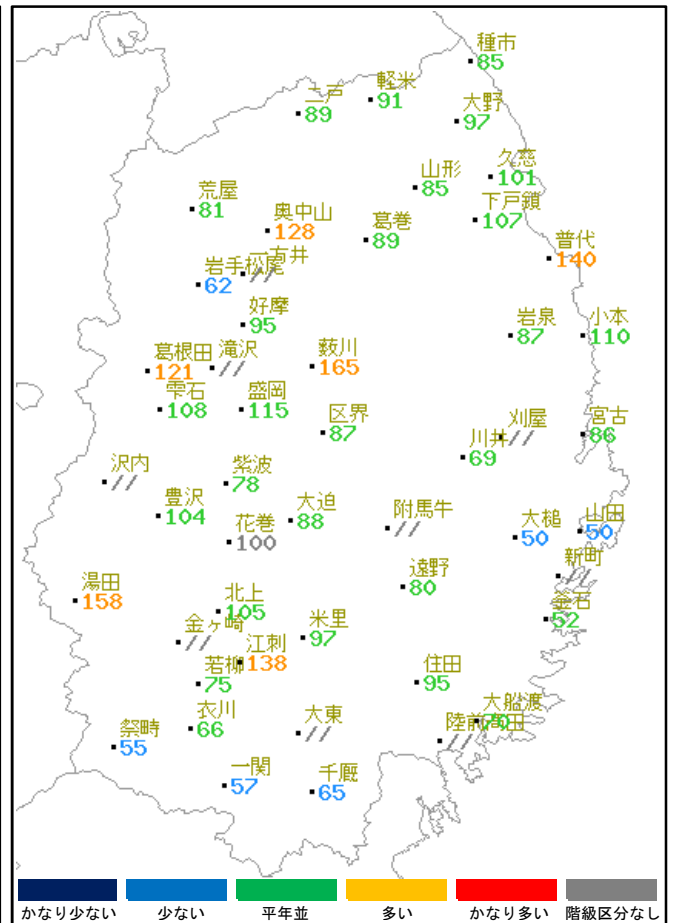 種市
85
軽米
91
二戸
89
大野
97
久慈
101
山形
85
荒屋
81
下戸鎖
107
奥中山
128
葛巻
89
普代
140
一方井
//
岩手松尾
62
好摩
95
岩泉
87
小本
110
葛根田
121
滝沢
//
薮川
165
雫石
108
盛岡
115
区界
87
刈屋
//
宮古
86
川井
69
沢内
//
紫波
78
豊沢
104
大迫
88
附馬牛
//
大槌
50
山田
50
花巻
100
新町
//
遠野
80
湯田
158
北上
105
釜石
52
金ヶ崎
//
米里
97
江刺
138
若柳
75
住田
95
衣川
66
大東
//
大船渡
70
陸前高田
//
祭畤
55
一関
57
千厩
65
かなり少ない 少ない 平年並 多い かなり多い 階級区分なし